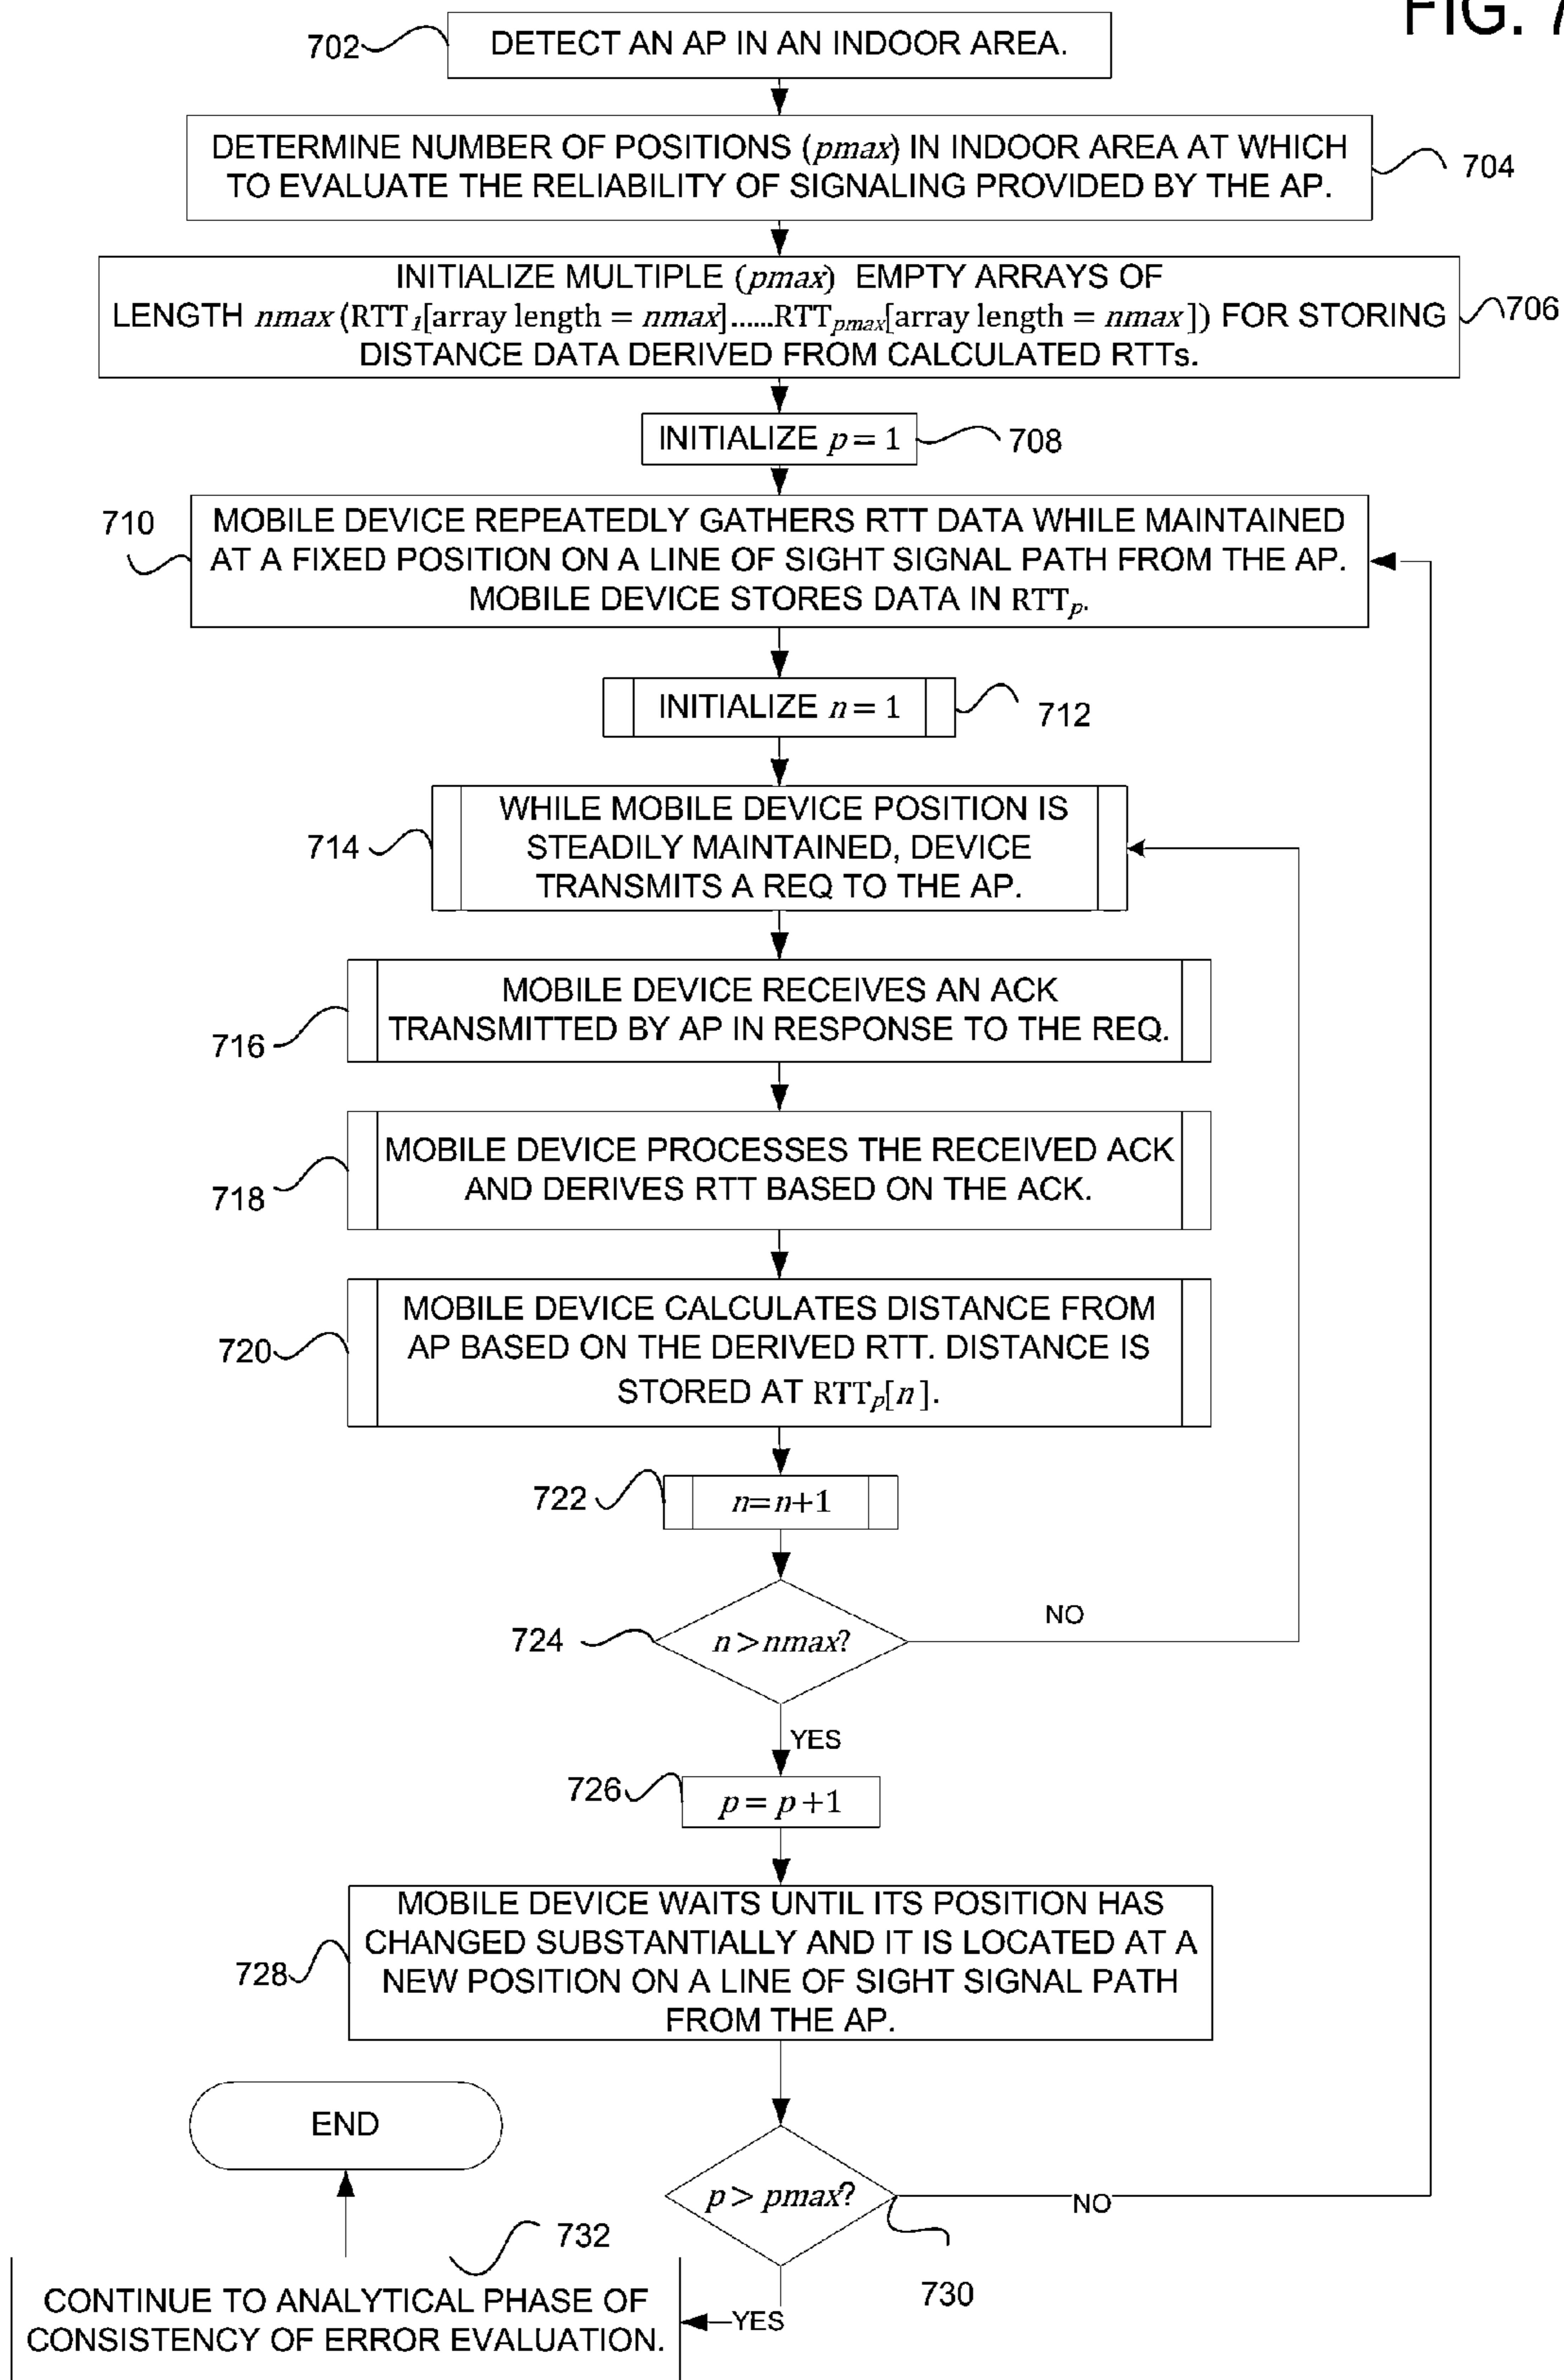 FIG. 7
702
DETECT AN AP IN AN INDOOR AREA.
DETERMINE NUMBER OF POSITIONS (pmax) IN INDOOR AREA AT WHICH
TO EVALUATE THE RELIABILITY OF SIGNALING PROVIDED BY THE AP.
704
INITIALIZE MULTIPLE (pmax) EMPTY ARRAYS OF
LENGTH nmax (RTT1[array length = nmax]......RTTpmax[array length = nmax]) FOR STORING
DISTANCE DATA DERIVED FROM CALCULATED RTTs.
706
INITIALIZE p = 1
708
710
MOBILE DEVICE REPEATEDLY GATHERS RTT DATA WHILE MAINTAINED
AT A FIXED POSITION ON A LINE OF SIGHT SIGNAL PATH FROM THE AP.
MOBILE DEVICE STORES DATA IN RTTp.
INITIALIZE n = 1
712
714
WHILE MOBILE DEVICE POSITION IS
STEADILY MAINTAINED, DEVICE
TRANSMITS A REQ TO THE AP.
716
MOBILE DEVICE RECEIVES AN ACK
TRANSMITTED BY AP IN RESPONSE TO THE REQ.
718
MOBILE DEVICE PROCESSES THE RECEIVED ACK
AND DERIVES RTT BASED ON THE ACK.
720
MOBILE DEVICE CALCULATES DISTANCE FROM
AP BASED ON THE DERIVED RTT. DISTANCE IS
STORED AT RTTp[n].
722
n=n+1
724
n>nmax?
NO
YES
726
p= p+1
728
MOBILE DEVICE WAITS UNTIL ITS POSITION HAS
CHANGED SUBSTANTIALLY AND IT IS LOCATED AT A
NEW POSITION ON A LINE OF SIGHT SIGNAL PATH
FROM THE AP.
END
p> pmax?
NO
730
YES
732
CONTINUE TO ANALYTICAL PHASE OF
CONSISTENCY OF ERROR EVALUATION.